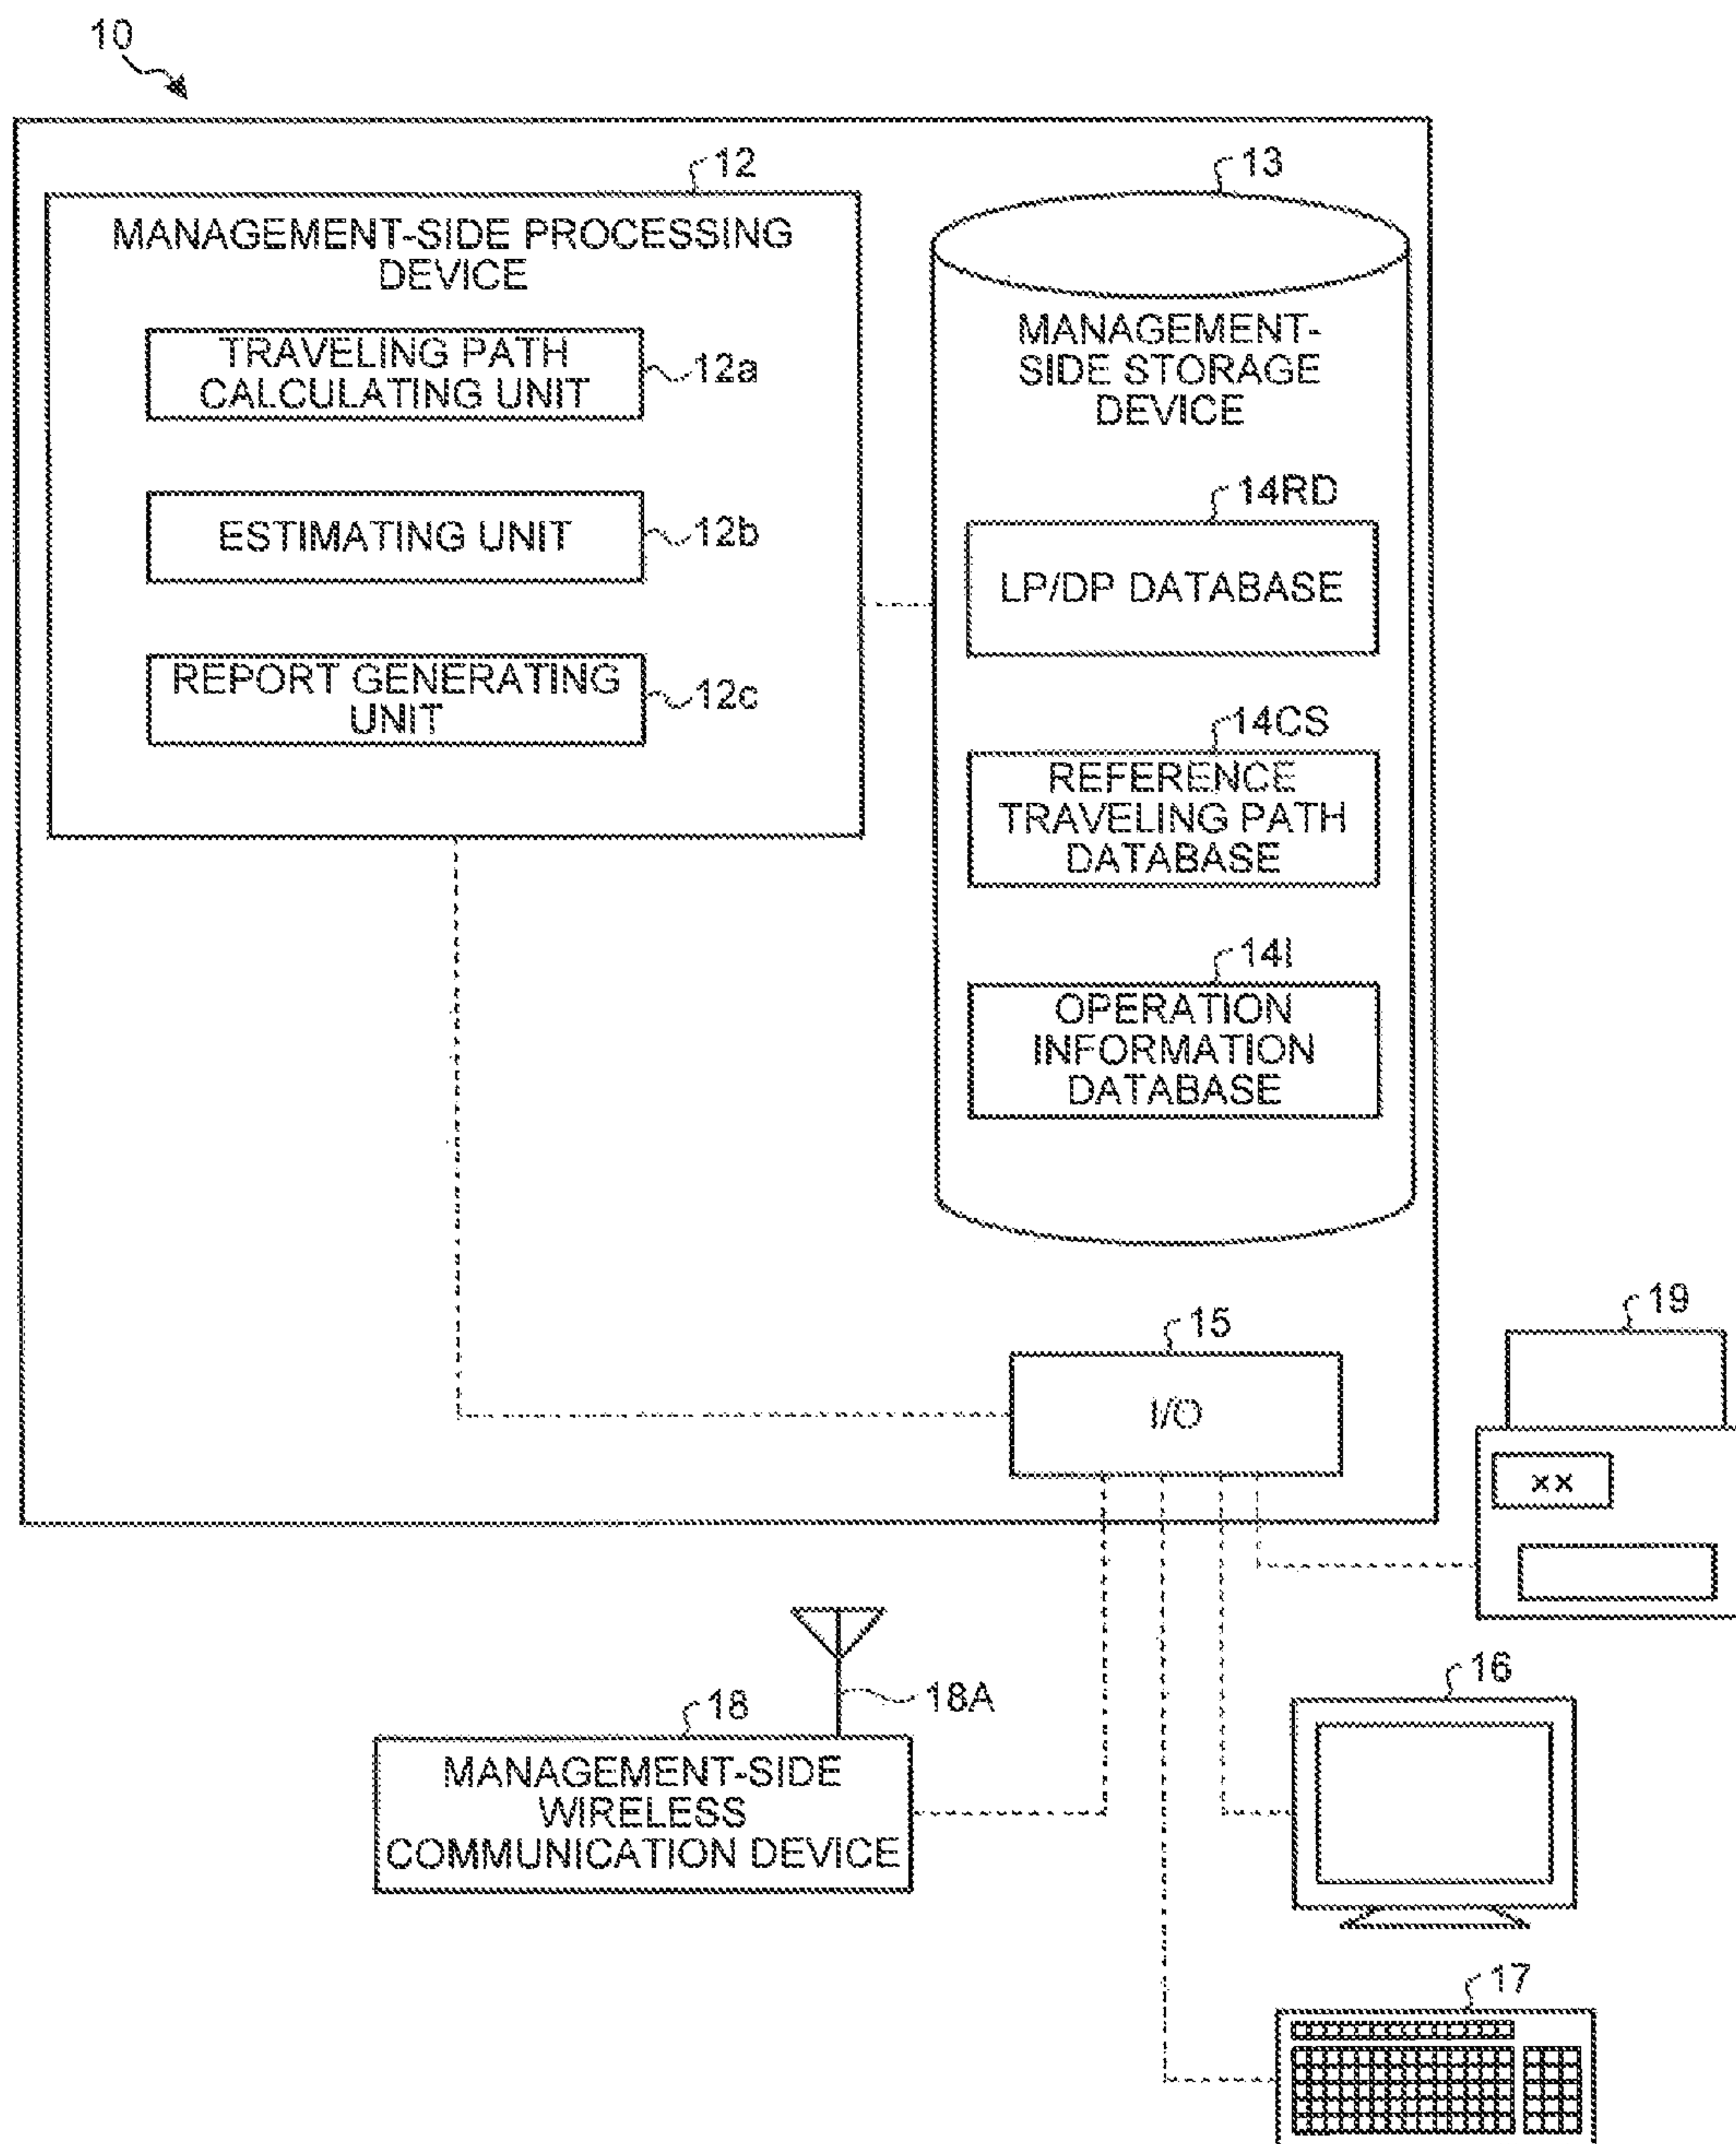 10
12
MANAGEMENT-SIDE PROCESSING
DEVICE
TRAVELING PATH
CALCULATING UNIT
12a
ESTIMATING UNIT
12b
REPORT GENERATING
UNIT
12c
13
MANAGEMENT-
SIDE STORAGE
DEVICE
14RD
LP/DP DATABASE
14CS
REFERENCE
TRAVELING PATH
DATABASE
14I
OPERATION
INFORMATION
DATABASE
15
I/O
19
xx
18A
18
MANAGEMENT-SIDE
WIRELESS
COMMUNICATION DEVICE
16
17